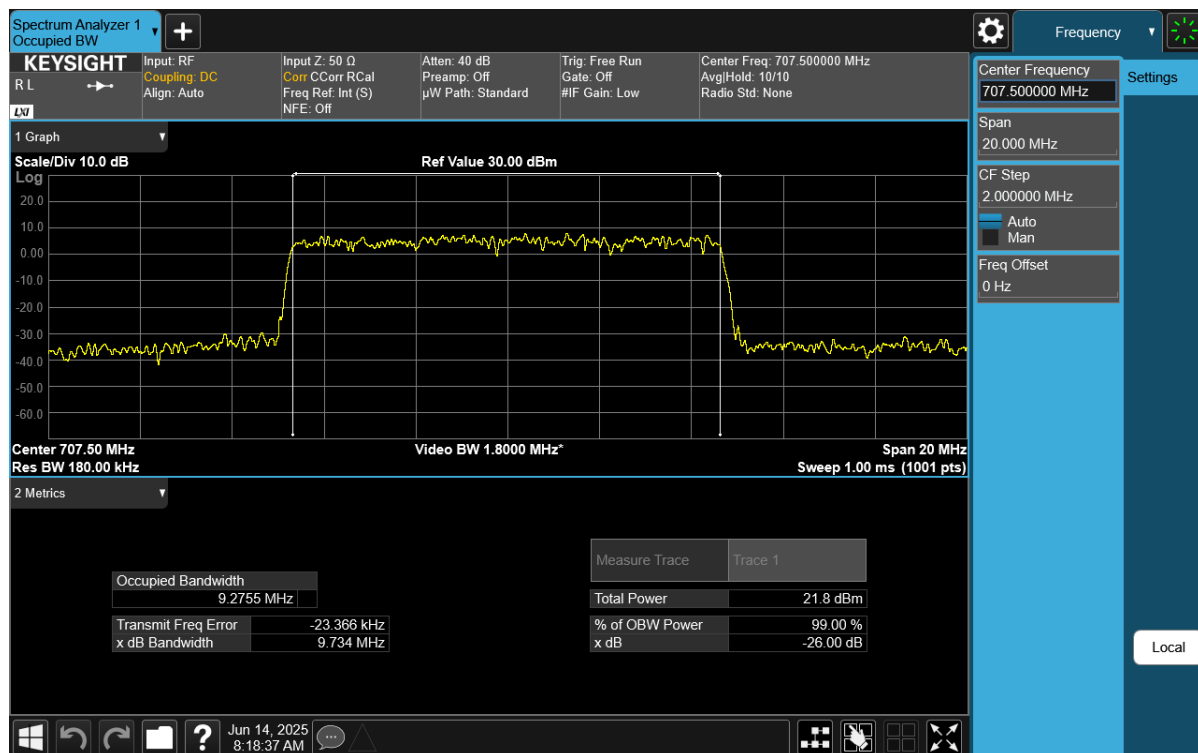 Spectrum Analyzer 1
Occupied BW
Frequency
KEYSIGHT
R L
LXI
Input: RF
Coupling: DC
Align: Auto
Input Z: 50 Ω
Corr CCorr RCal
Freq Ref: Int (S)
NFE: Off
Atten: 40 dB
Preamp: Off
µW Path: Standard
Trig: Free Run
Gate: Off
#IF Gain: Low
Center Freq: 707.500000 MHz
Avg|Hold: 10/10
Radio Std: None
Center Frequency
707.500000 MHz
Settings
Span
20.000 MHz
CF Step
2.000000 MHz
Auto
Man
Freq Offset
0 Hz
Local
1 Graph
Scale/Div 10.0 dB
Ref Value 30.00 dBm
Log
20.0
10.0
0.00
-10.0
-20.0
-30.0
-40.0
-50.0
-60.0
Center 707.50 MHz
Video BW 1.8000 MHz*
Span 20 MHz
Res BW 180.00 kHz
Sweep 1.00 ms (1001 pts)
2 Metrics
Measure Trace Trace 1
Occupied Bandwidth
9.2755 MHz
Total Power 21.8 dBm
Transmit Freq Error -23.366 kHz
% of OBW Power 99.00 %
x dB Bandwidth 9.734 MHz
x dB -26.00 dB
?
Jun 14, 2025
8:18:37 AM